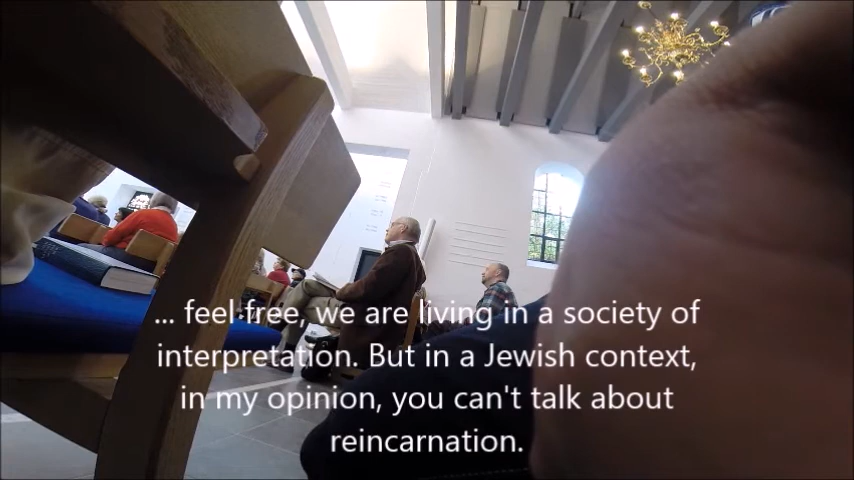 ... feel free, we are living in a society of
interpretation. But in a Jewish context,
in my opinion, you can't talk about
reincarnation.